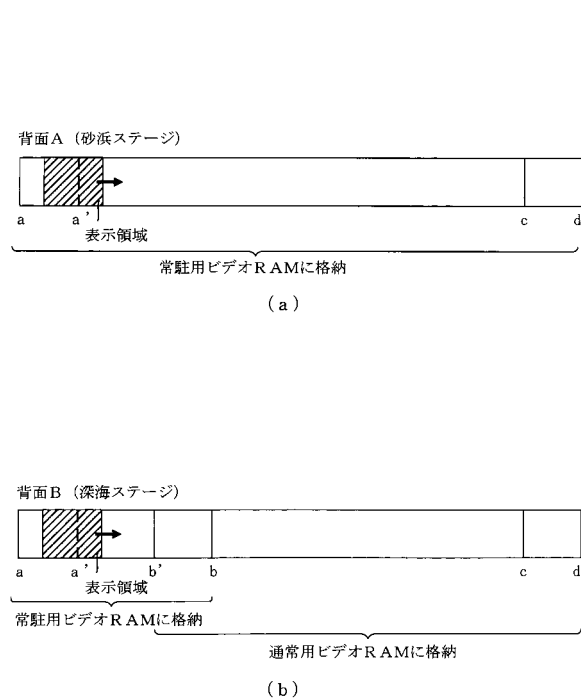 背面A（砂浜ステージ）
a a' c d
表示領域
常駐用ビデオRAMに格納
(a)
背面B（深海ステージ）
a a' b' b c d
表示領域
常駐用ビデオRAMに格納
通常用ビデオRAMに格納
(b)